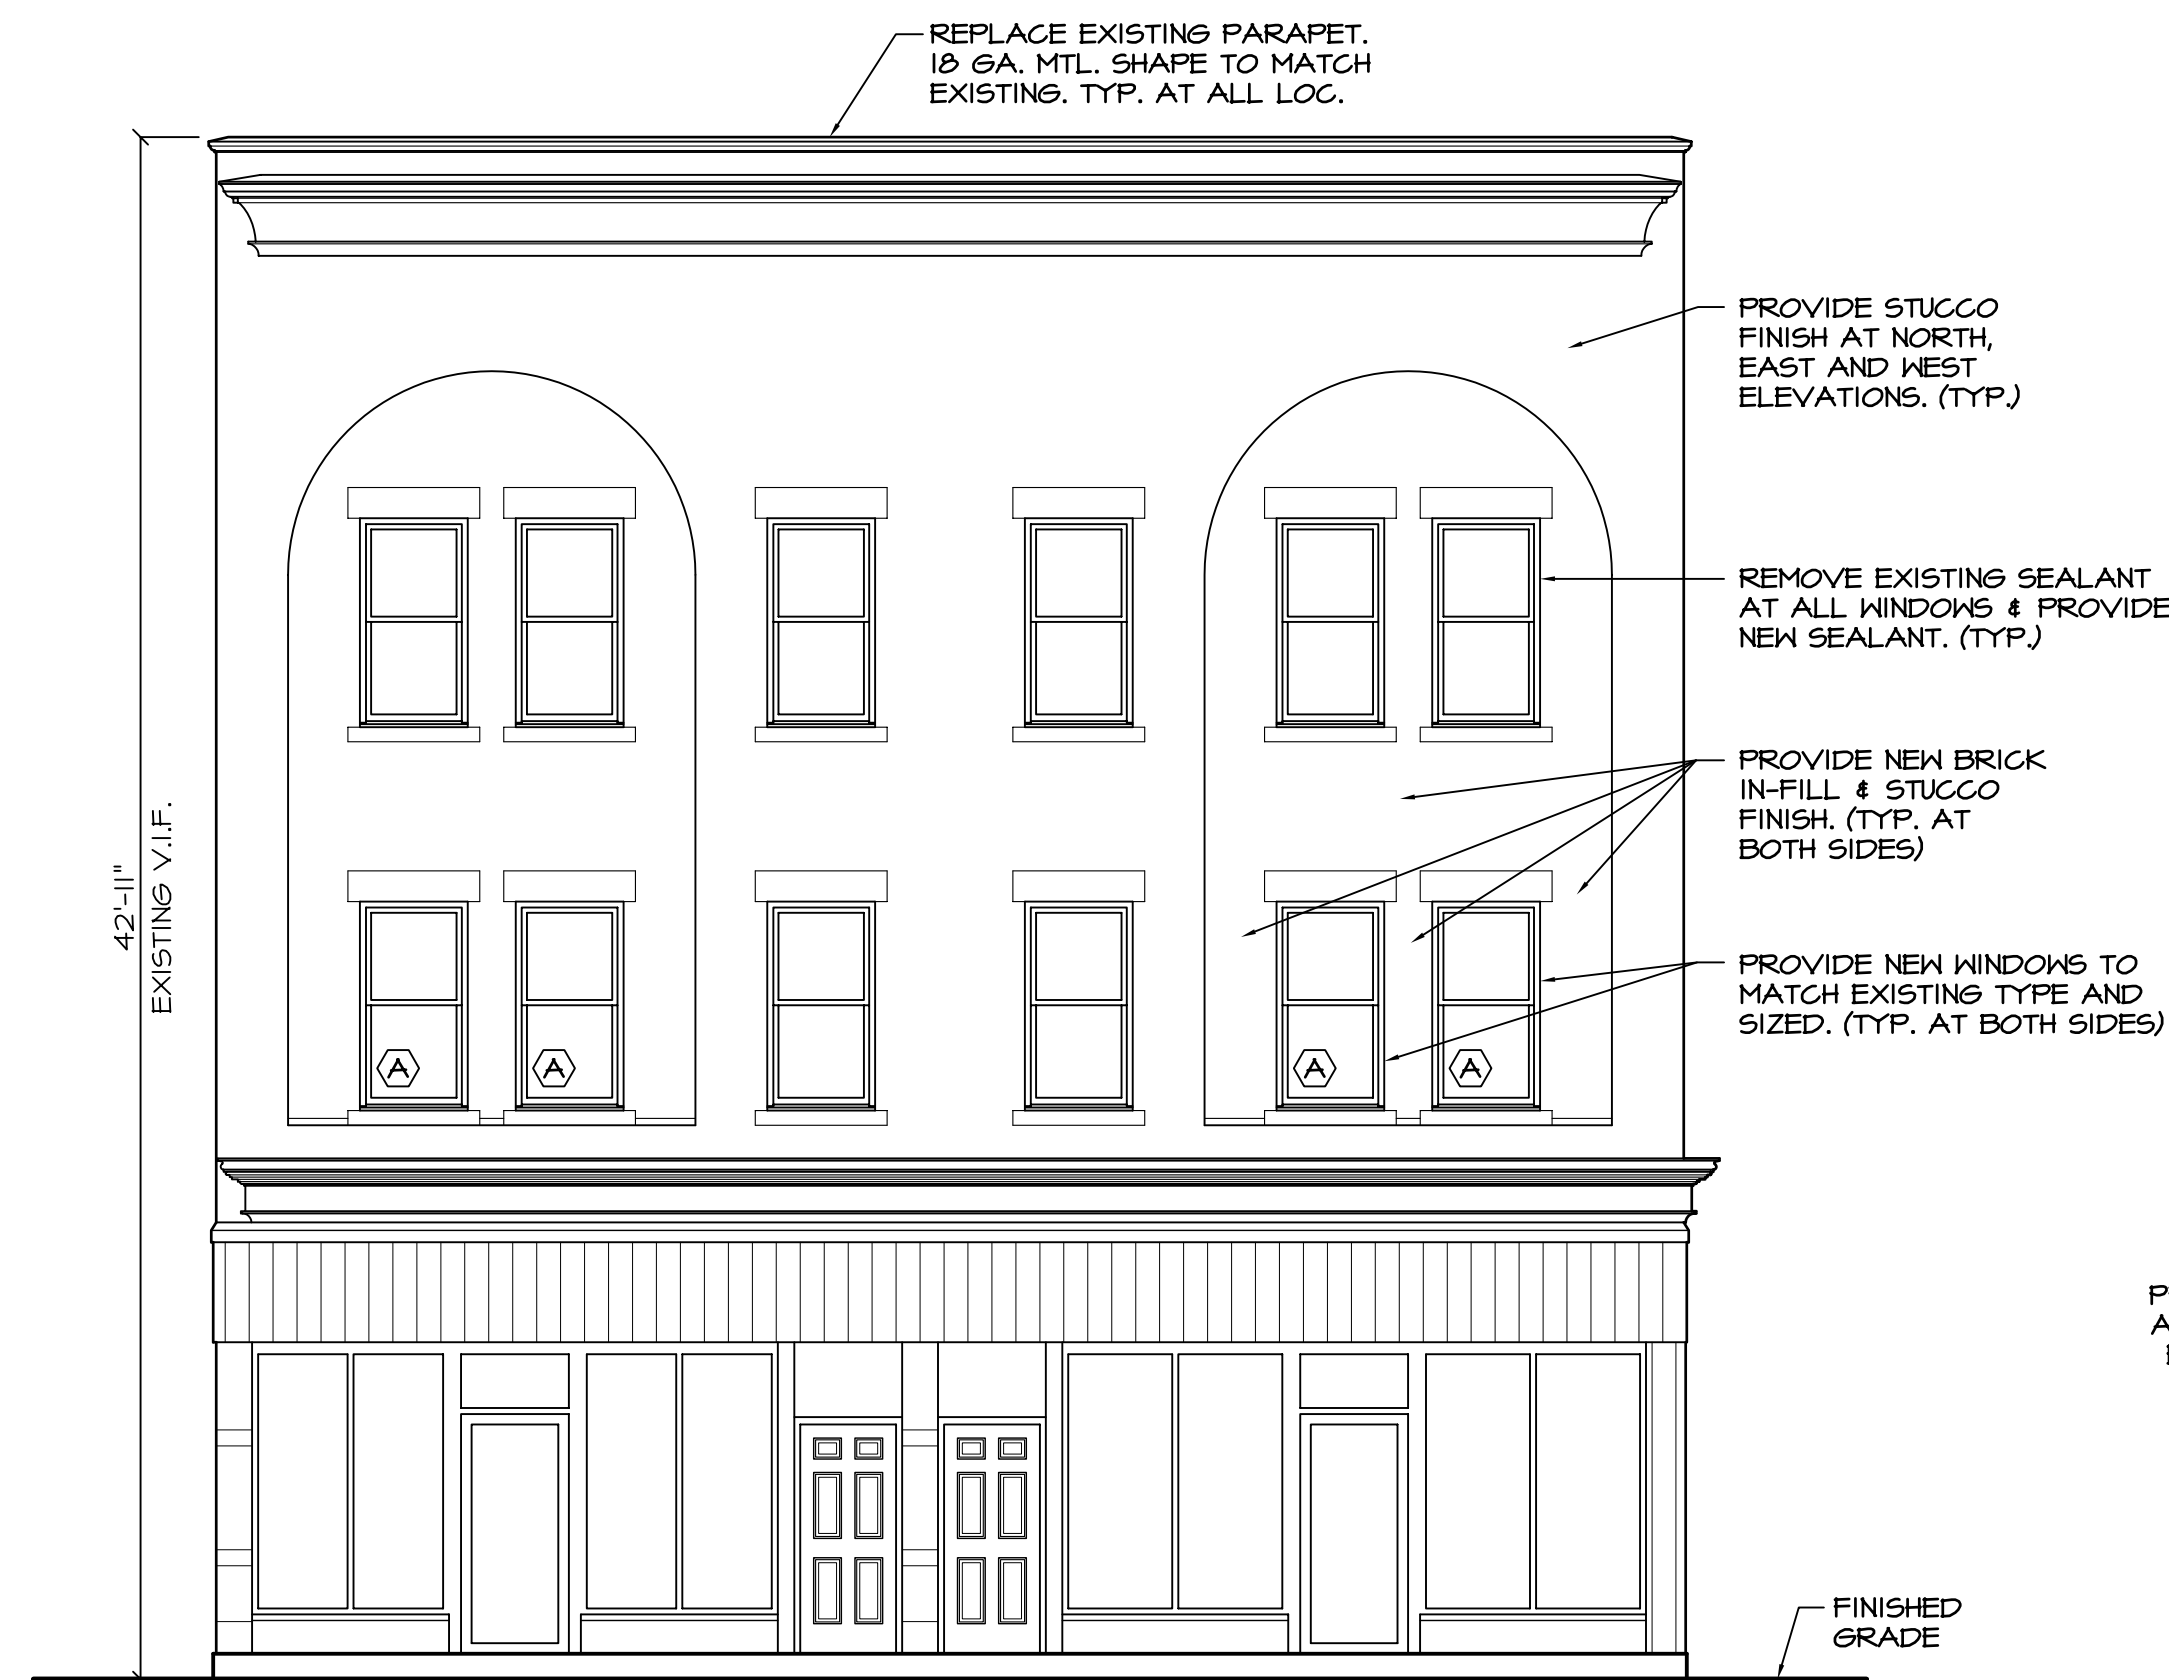 REPLACE EXISTING PARAPET.
18 GA. MTL. SHAPE TO MATCH
EXISTING. TYP. AT ALL LOC.
PROVIDE STUCCO
FINISH AT NORTH,
EAST AND WEST
ELEVATIONS. (TYP.)
REMOVE EXISTING SEALANT
AT ALL WINDOWS & PROVIDE
NEW SEALANT. (TYP.)
PROVIDE NEW BRICK
IN-FILL & STUCCO
FINISH. (TYP. AT
BOTH SIDES)
42'-11"
EXISTING V.I.F.
PROVIDE NEW WINDOWS TO
MATCH EXISTING TYPE AND
SIZED. (TYP. AT BOTH SIDES)
A A A A
FINISHED
GRADE